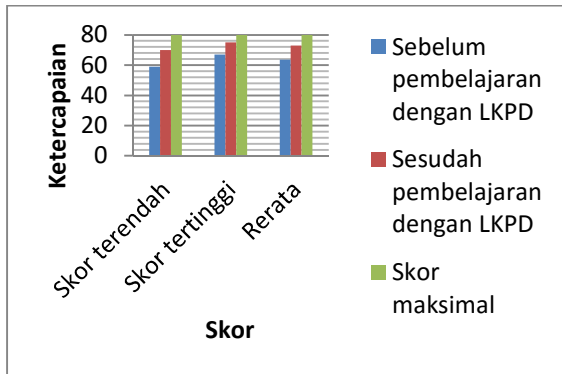 Ketercapaian
80
60
40
20
0
Skor terendah
Skor tertinggi
Rerata
Skor
Sebelum
pembelajaran
dengan LKPD
Sesudah
pembelajaran
dengan LKPD
Skor
maksimal